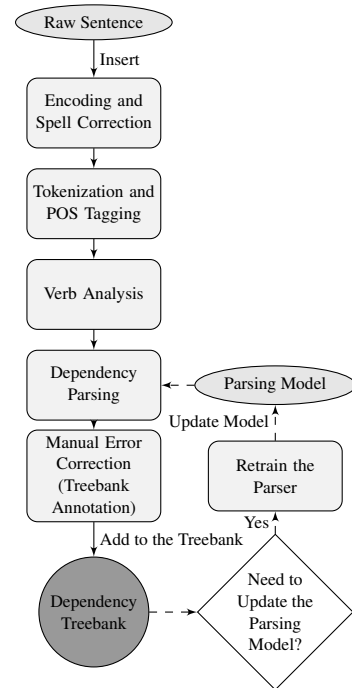 Raw Sentence
Insert
Encoding and
Spell Correction
Tokenization and
POS Tagging
Verb Analysis
Dependency
Parsing
Parsing Model
Update Model
Manual Error
Correction
(Treebank
Annotation)
Retrain the
Parser
Yes
Add to the Treebank
Dependency
Treebank
Need to
Update the
Parsing
Model?